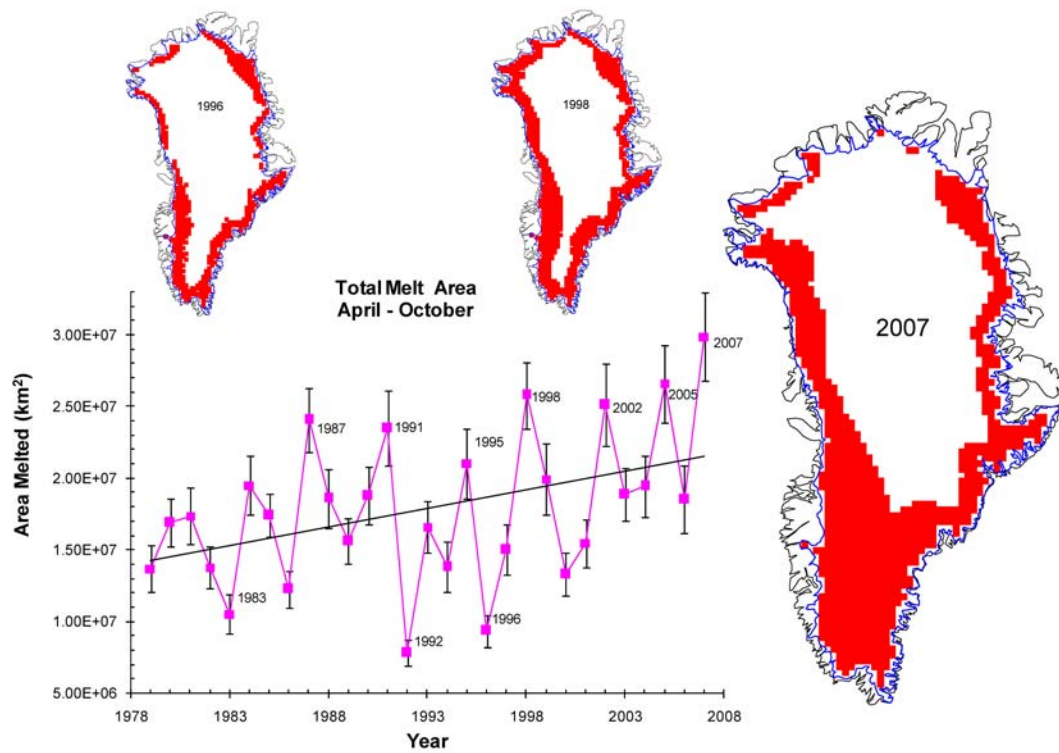 1996
1998
2007
Total Melt Area
April - October
Area Melted (km²)
3.00E+07
2.50E+07
2.00E+07
1.50E+07
1.00E+07
5.00E+06
1983
1987
1991
1992
1995
1996
1998
2002
2005
2007
1978
1983
1988
1993
1998
2003
2008
Year